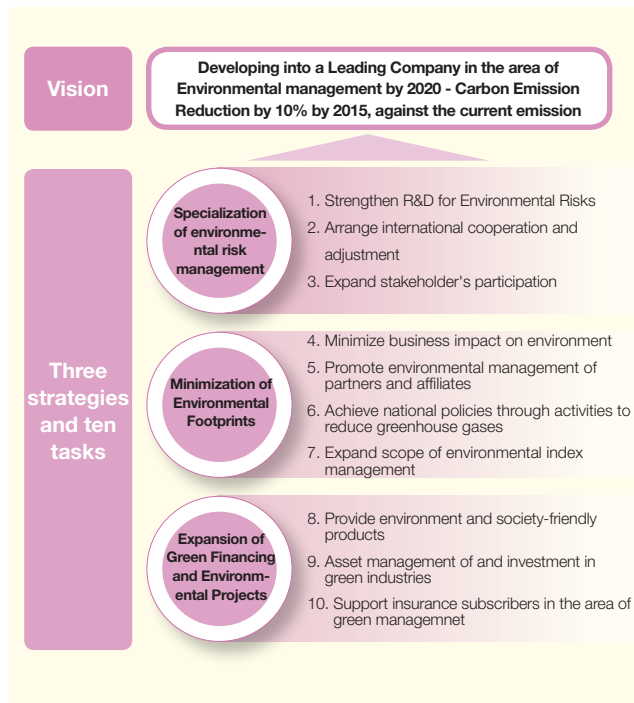 Vision
Developing into a Leading Company in the area of
Environmental management by 2020 - Carbon Emission
Reduction by 10% by 2015, against the current emission
Three
strategies
and ten
tasks
Specialization
of environme-
ntal risk
management
1. Strengthen R&D for Environmental Risks
2. Arrange international cooperation and
adjustment
3. Expand stakeholder's participation
Minimization of
Environmental
Footprints
4. Minimize business impact on environment
5. Promote environmental management of
partners and affiliates
6. Achieve national policies through activities to
reduce greenhouse gases
7. Expand scope of environmental index
management
Expansion of
Green Financing
and Environm-
ental Projects
8. Provide environment and society-friendly
products
9. Asset management of and investment in
green industries
10. Support insurance subscribers in the area of
green managemnet